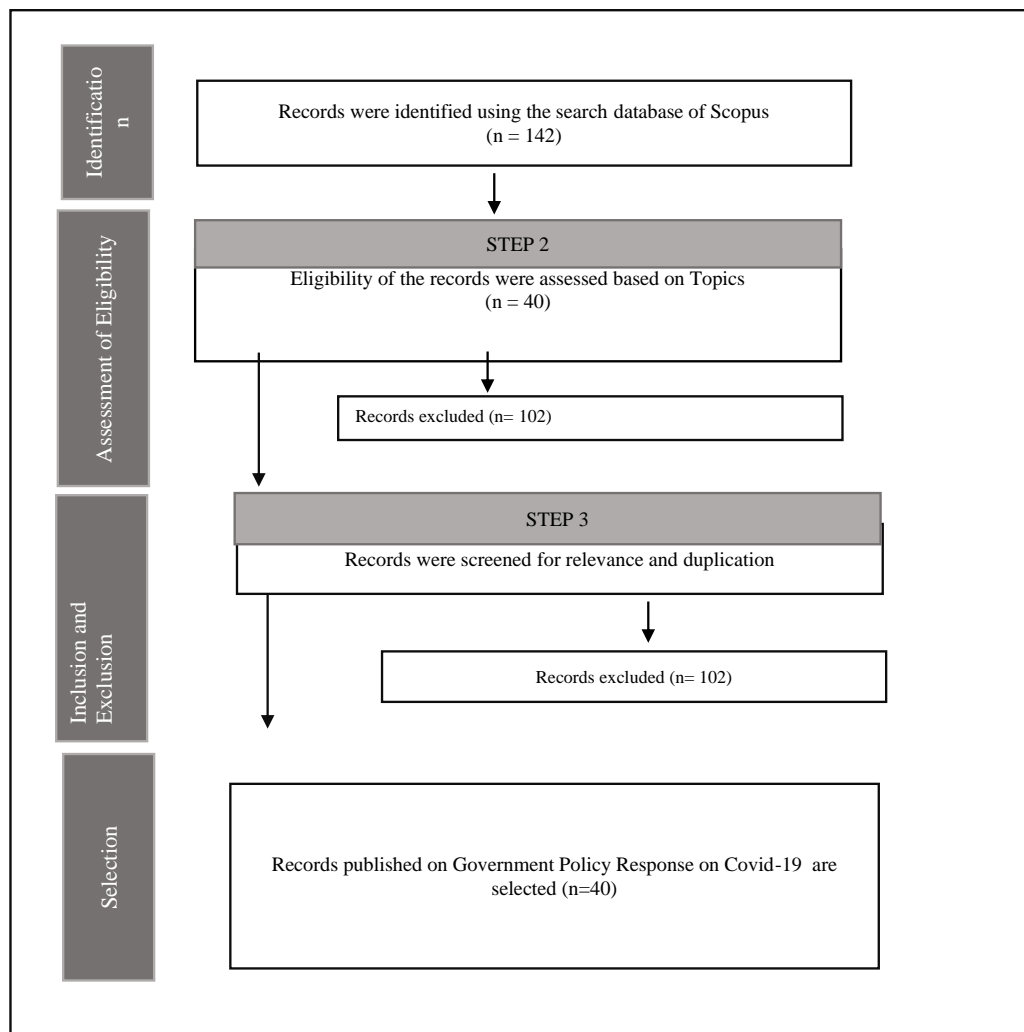 Identificatio
n
Records were identified using the search database of Scopus
(n = 142)
Assessment of Eligibility
STEP 2
Eligibility of the records were assessed based on Topics
(n = 40)
Records excluded (n= 102)
Inclusion and
Exclusion
STEP 3
Records were screened for relevance and duplication
Records excluded (n= 102)
Selection
Records published on Government Policy Response on Covid-19 are
selected (n=40)